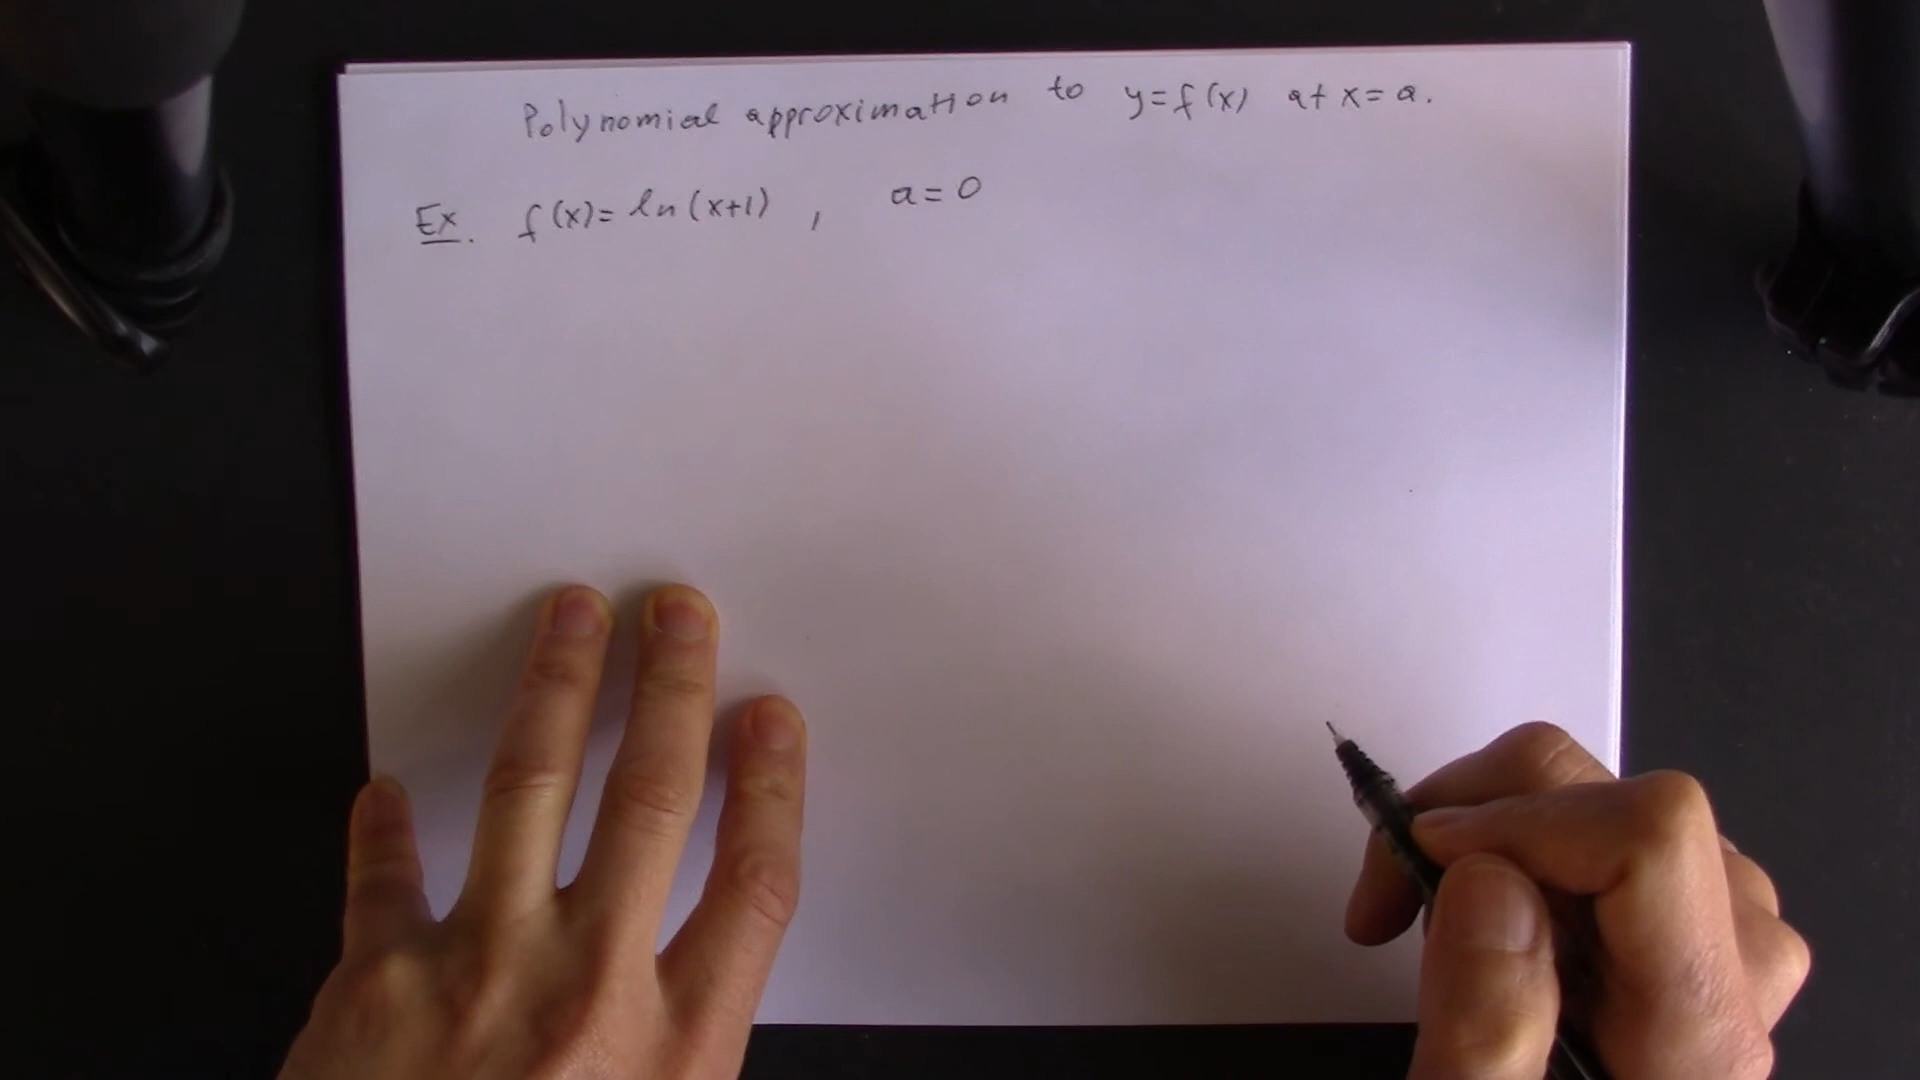 Polynomial approximation to y=f(x) at x=a.
Ex. f(x)= ln(x+1) , a=0